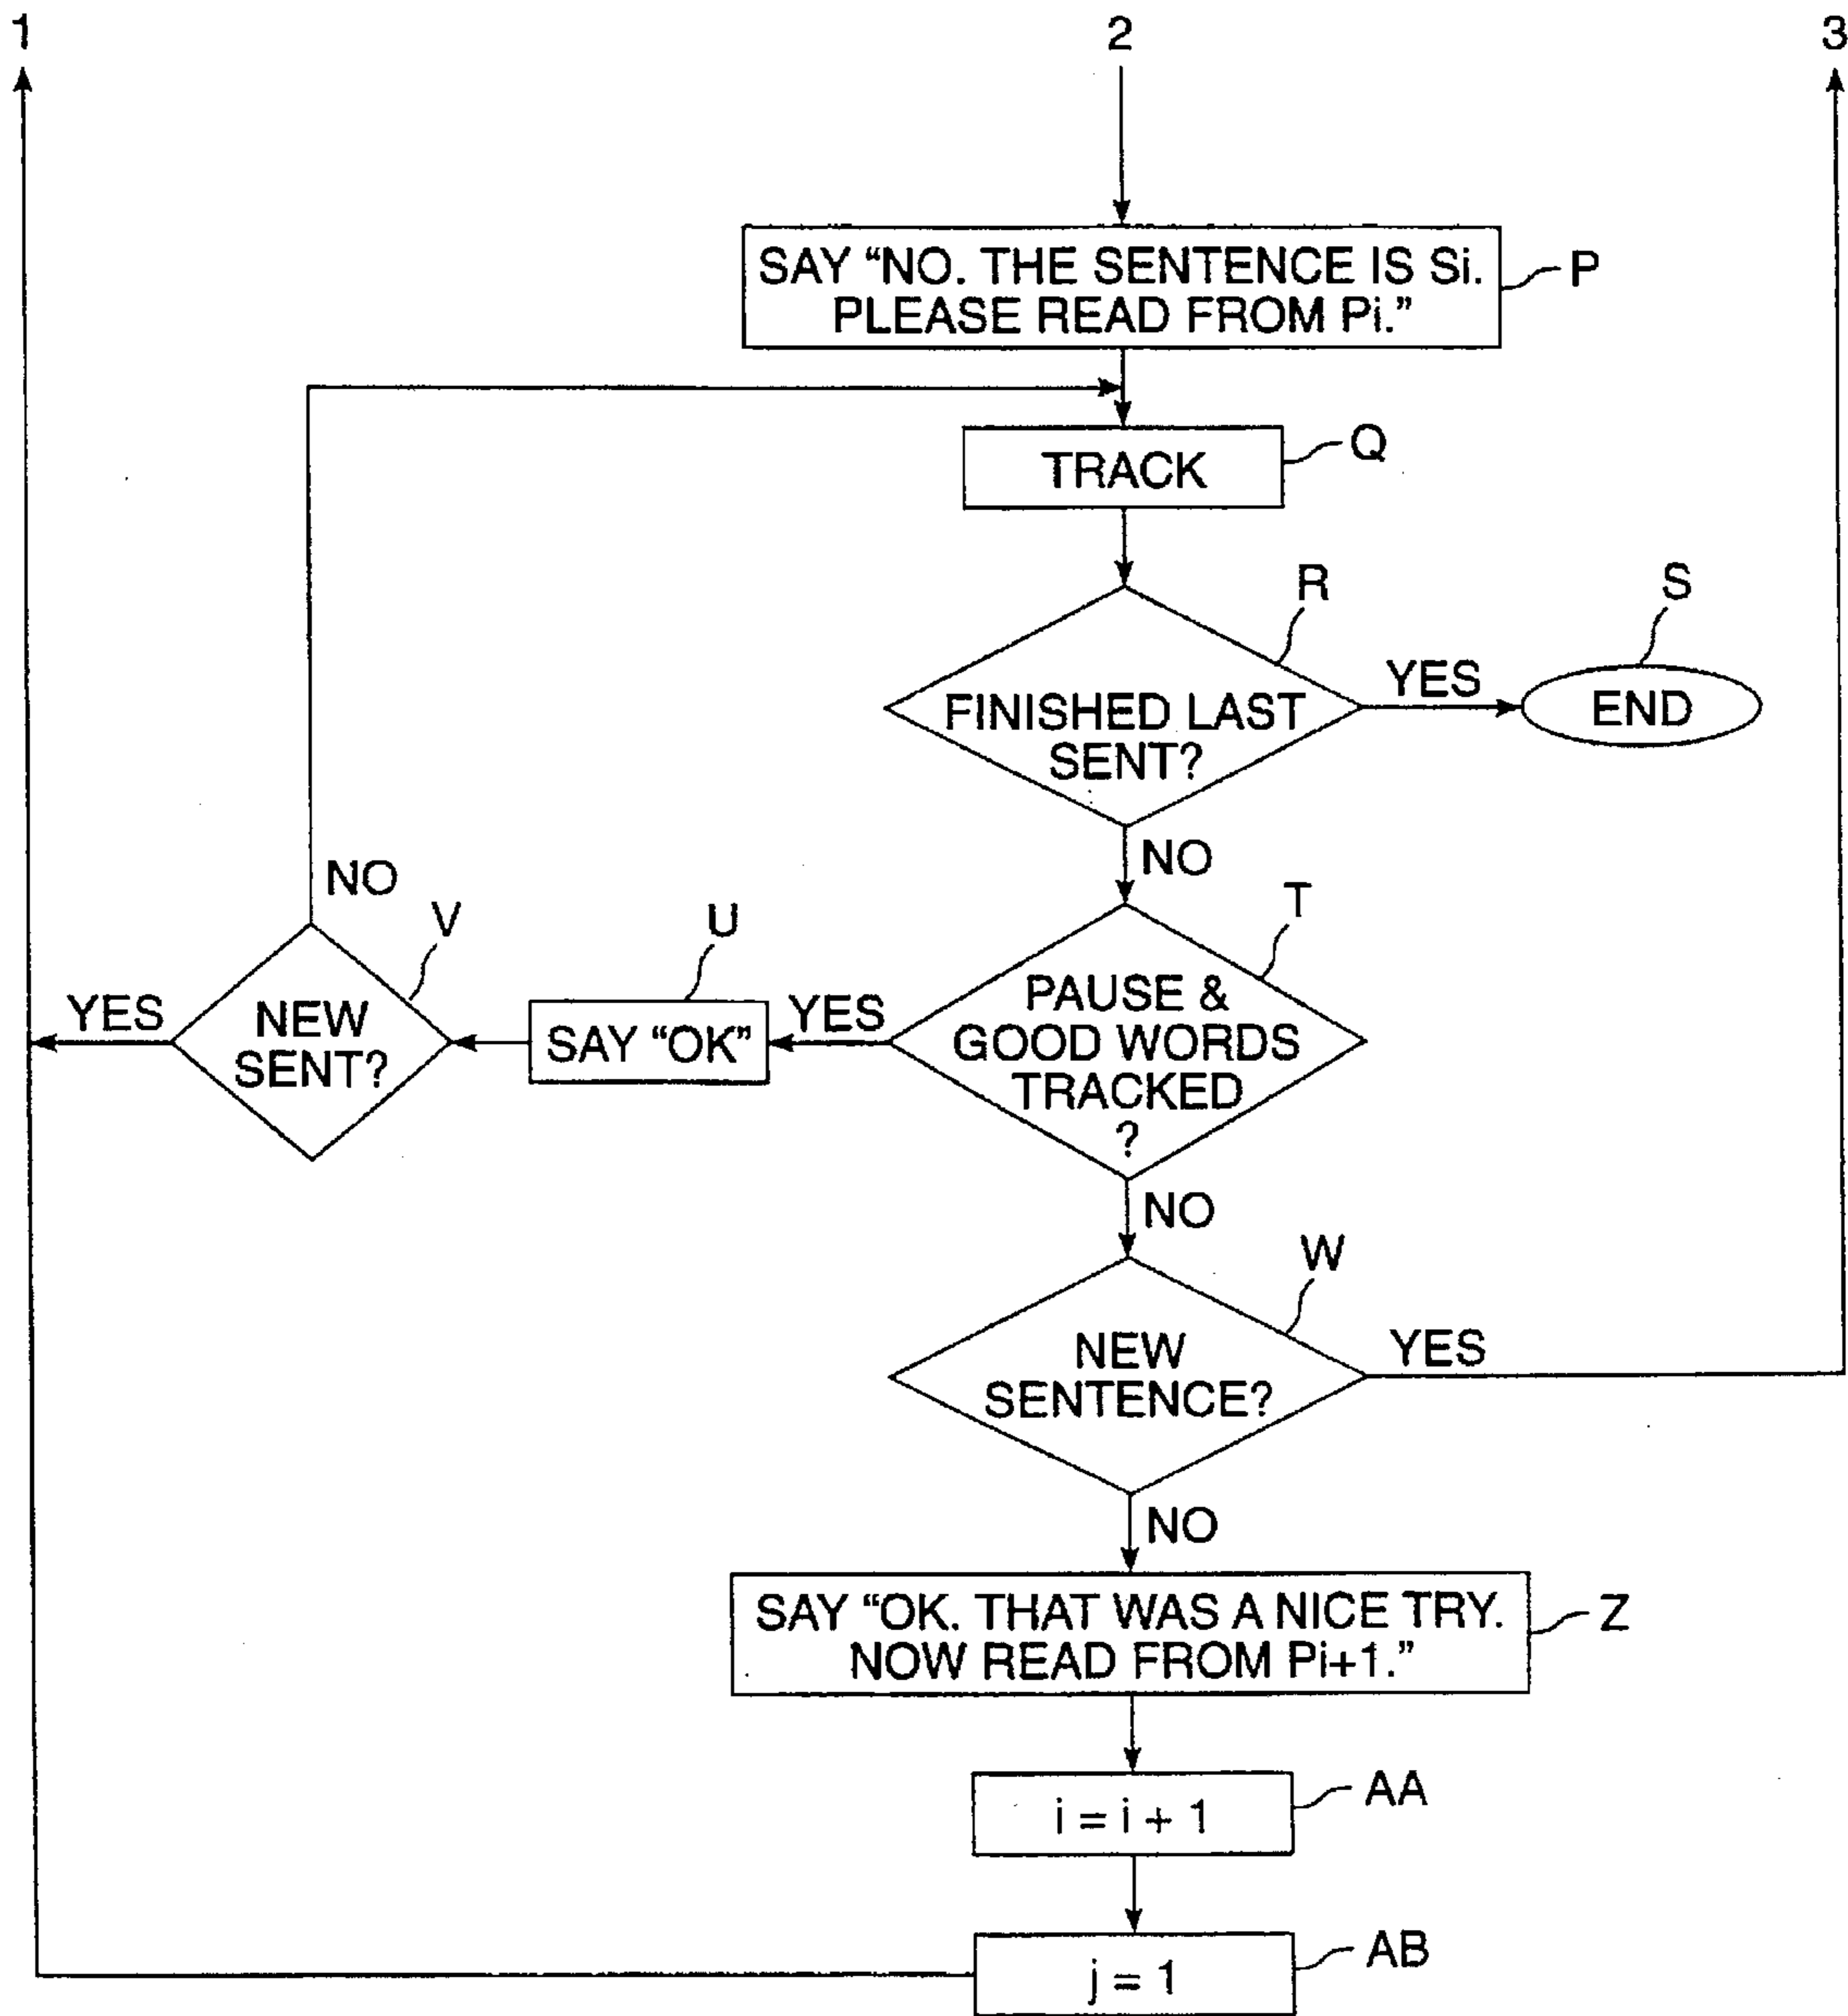 1
2
3
SAY “NO. THE SENTENCE IS Si.
PLEASE READ FROM Pi.”
P
TRACK
Q
R
S
FINISHED LAST
SENT?
YES
END
NO
NO
T
U
V
PAUSE &
GOOD WORDS
TRACKED
?
YES
SAY “OK”
NEW
SENT?
YES
NO
W
NEW
SENTENCE?
YES
NO
SAY “OK. THAT WAS A NICE TRY.
NOW READ FROM Pi+1.”
Z
i = i + 1
AA
j = 1
AB